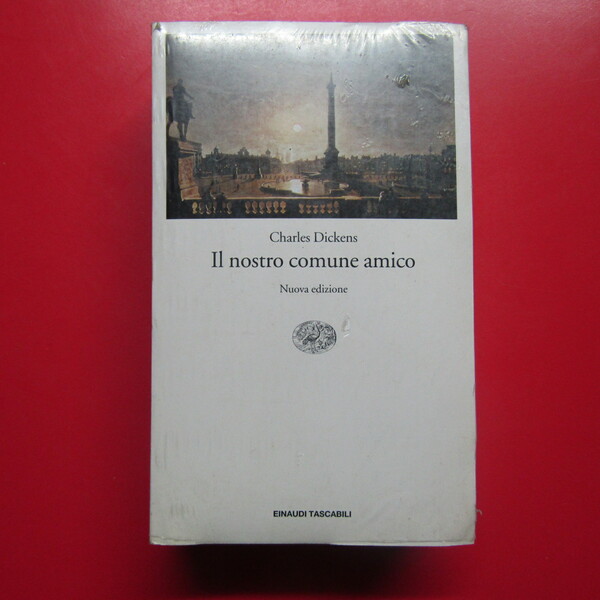 Charles Dickens
Il nostro comune amico
Nuova edizione
EINAUDI TASCABILI